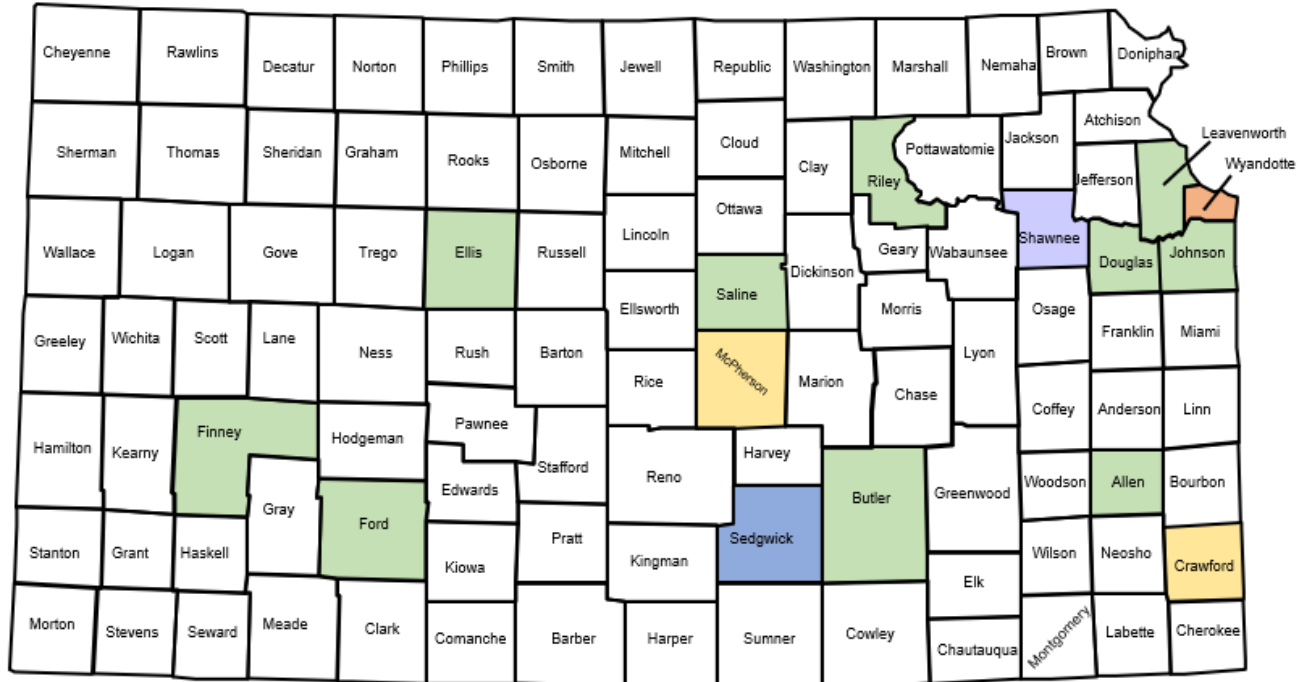 Cheyenne
Rawlins
Decatur
Norton
Phillips
Smith
Jewell
Republic
Washington
Marshall
Nemaha
Brown
Doniphan
Sherman
Thomas
Sheridan
Graham
Rooks
Osborne
Mitchell
Cloud
Clay
Riley
Pottawatomie
Jackson
Atchison
Jefferson
Leavenworth
Wyandotte
Wallace
Logan
Gove
Trego
Ellis
Russell
Lincoln
Ottawa
Saline
Dickinson
Geary
Wabaunsee
Shawnee
Douglas
Johnson
Greeley
Wichita
Scott
Lane
Ness
Rush
Barton
Ellsworth
Rice
McPherson
Marion
Morris
Chase
Lyon
Osage
Franklin
Miami
Hamilton
Kearny
Finney
Hodgeman
Pawnee
Stafford
Reno
Harvey
Butler
Greenwood
Coffey
Anderson
Linn
Woodson
Allen
Bourbon
Gray
Ford
Edwards
Stanton
Grant
Haskell
Kiowa
Pratt
Kingman
Sedgwick
Elk
Wilson
Neosho
Crawford
Morton
Stevens
Seward
Meade
Clark
Comanche
Barber
Harper
Sumner
Cowley
Chautauqua
Montgomery
Labette
Cherokee